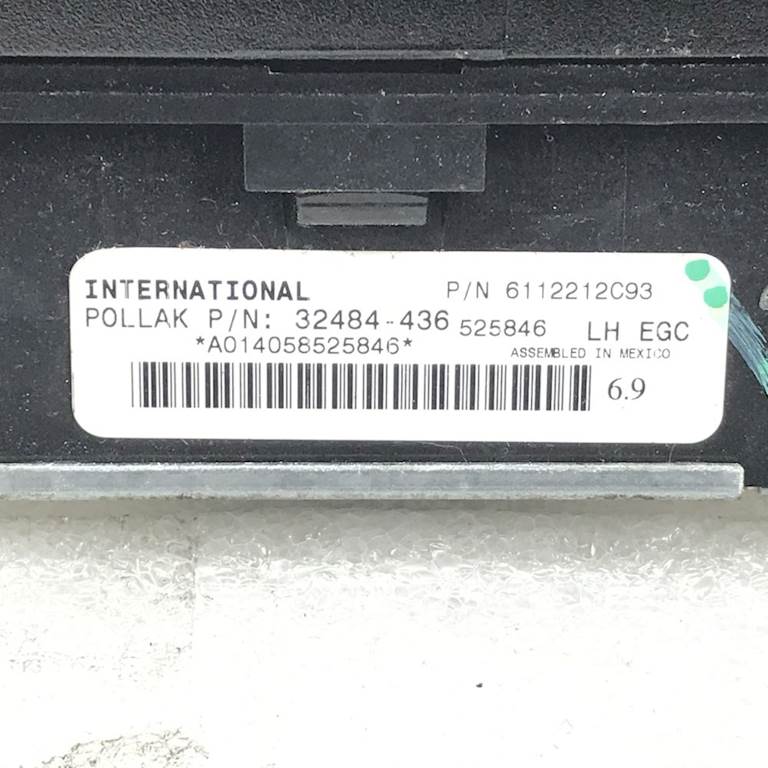 INTERNATIONAL P/N 6112212C93
POLLAK P/N: 32484-436 525846 LH EGC
*A014058525846* ASSEMBLED IN MEXICO
6.9